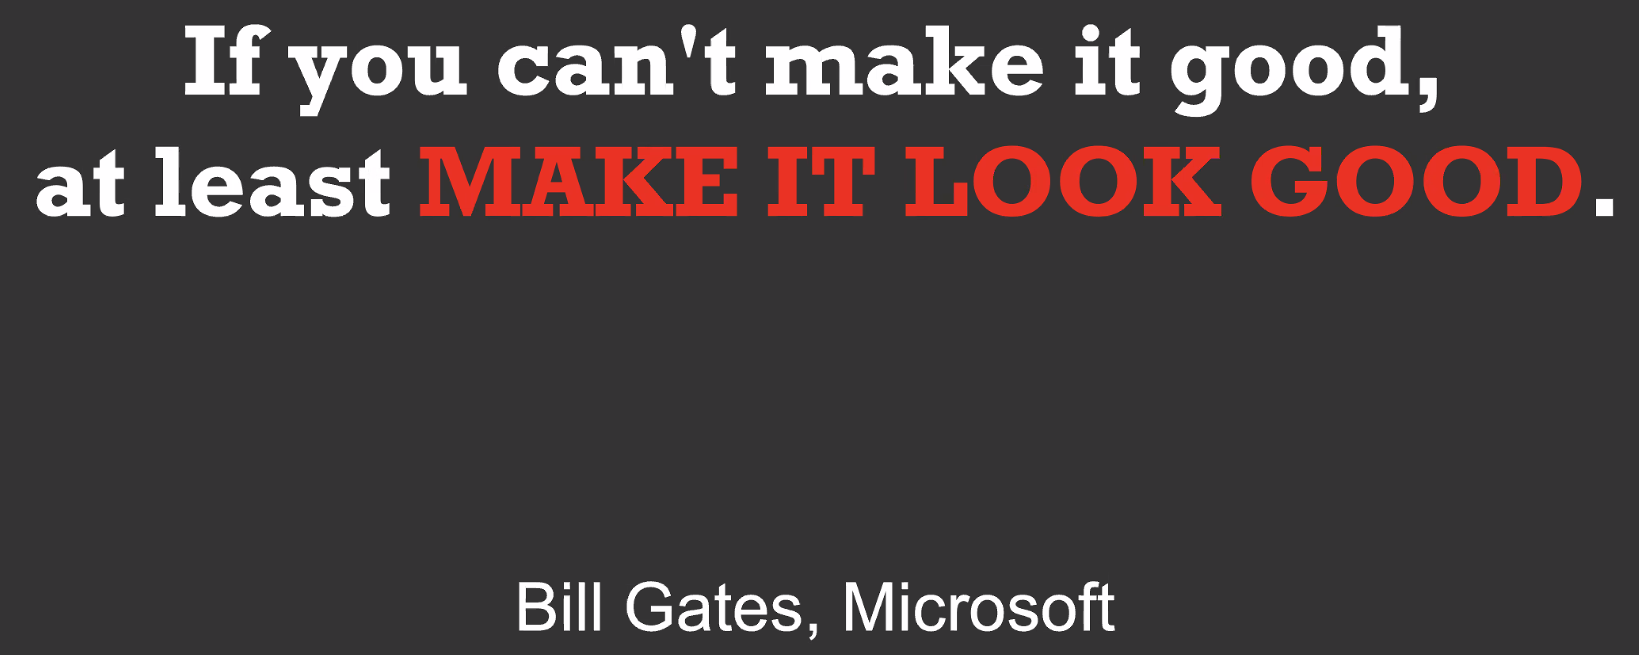 If you can't make it good,
at least MAKE IT LOOK GOOD.
Bill Gates, Microsoft